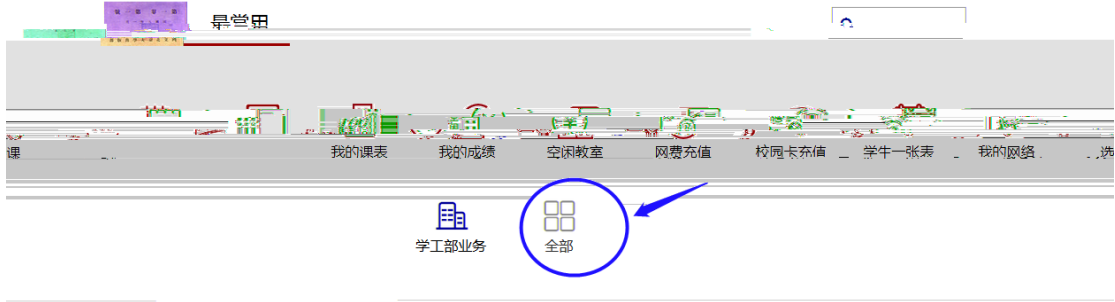 最常用
课 我的课表 我的成绩 空闲教室 网费充值 校园卡充值 学生一张表 我的网络 选
学工部业务 全部